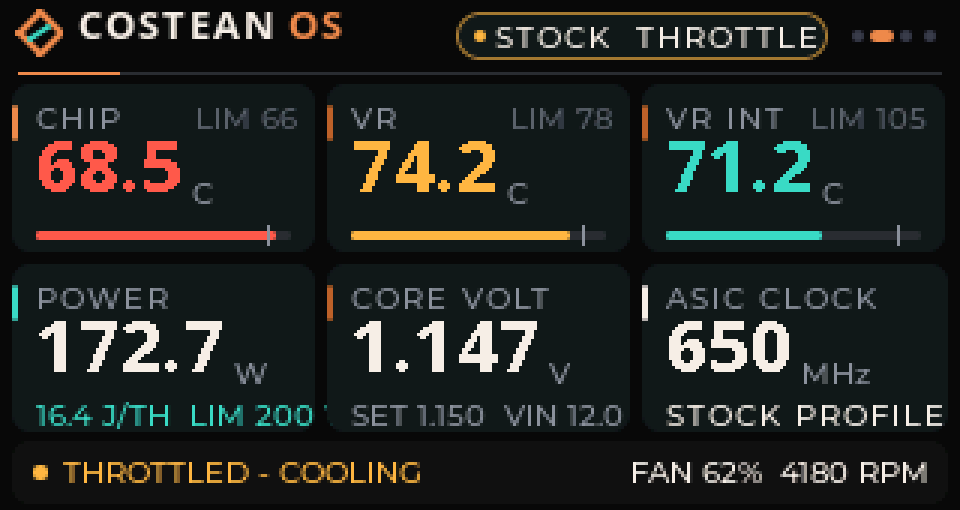 COSTEAN OS
STOCK THROTTLE
CHIP LIM 66
68.5 C
VR LIM 78
74.2 C
VR INT LIM 105
71.2 C
POWER
172.7 W
16.4 J/TH LIM 200
CORE VOLT
1.147 V
SET 1.150 VIN 12.0
ASIC CLOCK
650 MHz
STOCK PROFILE
THROTTLED - COOLING
FAN 62% 4180 RPM